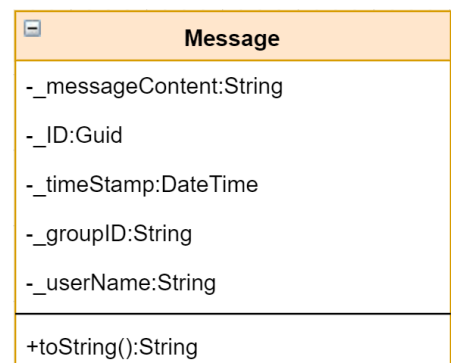 Message
-_messageContent:String
-_ID:Guid
-_timeStamp:DateTime
-_groupID:String
-_userName:String
+toString():String